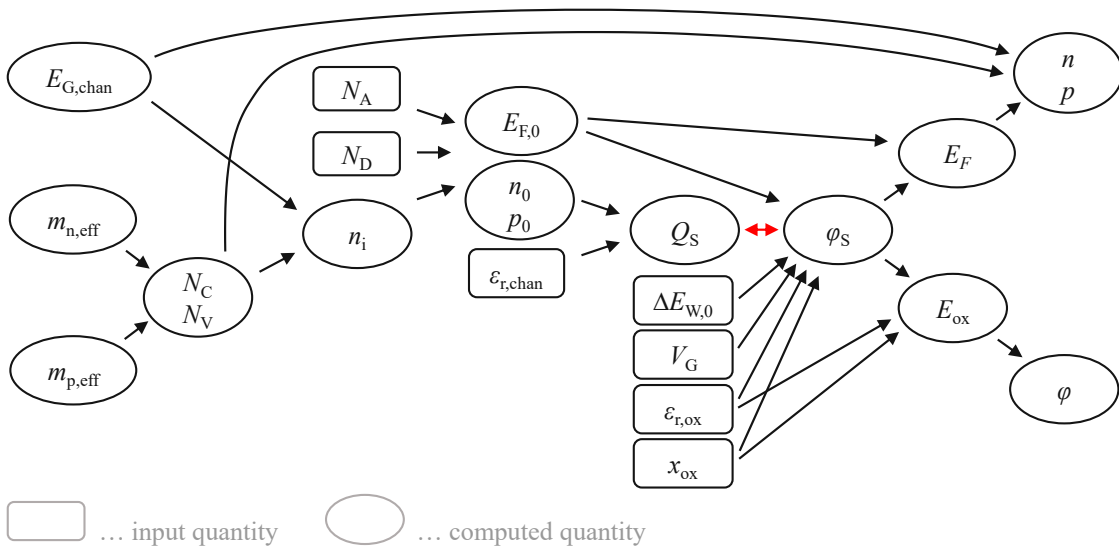 E_G,chan
n
p
N_A
E_F,0
N_D
E_F
n_0
p_0
m_n,eff
n_i
Q_S
φ_S
ε_r,chan
N_C
N_V
ΔE_W,0
E_ox
V_G
m_p,eff
φ
ε_r,ox
x_ox
… input quantity
… computed quantity